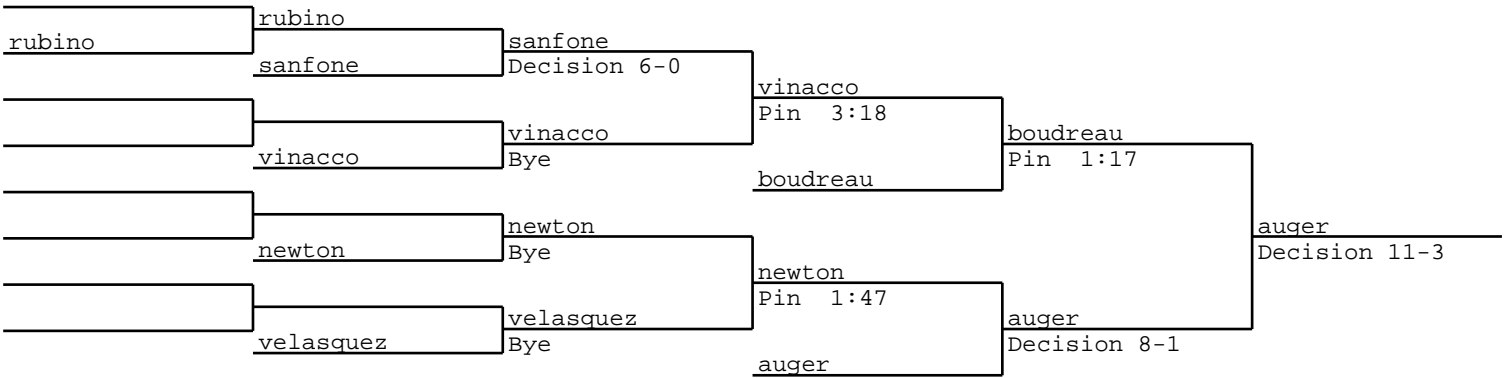 rubino
rubino
sanfone
sanfone
Decision 6-0
vinacco
vinacco
Bye
vinacco
Pin 3:18
boudreau
boudreau
Pin 1:17
newton
newton
Bye
velasquez
velasquez
Bye
newton
Pin 1:47
auger
auger
Decision 8-1
auger
Decision 11-3